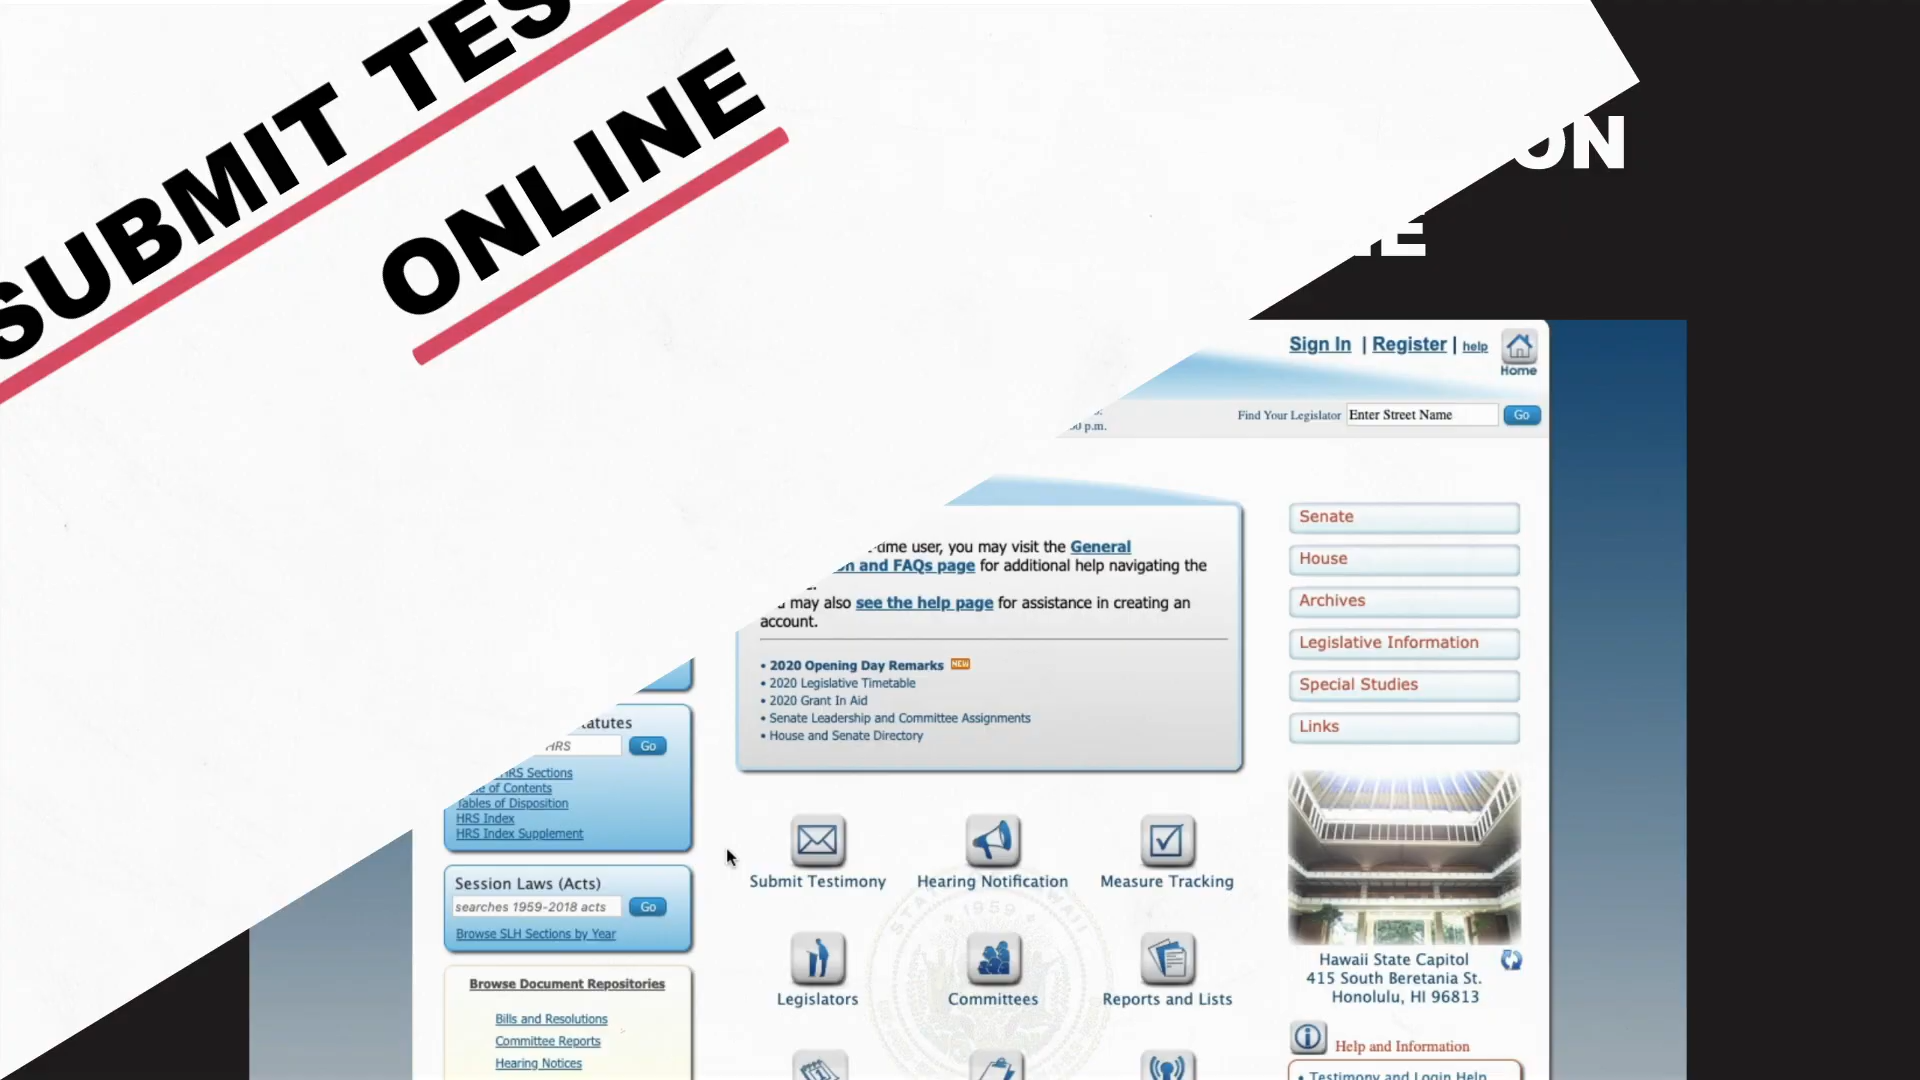 SUBMIT
ONLINE
Sign In | Register | help
Home
p.m.
Find Your Legislator Enter Street Name Go
user, you may visit the General
and FAQs page for additional help navigating the
may also see the help page for assistance in creating an
account.
• 2020 Opening Day Remarks NEW
• 2020 Legislative Timetable
• 2020 Grant In Aid
• Senate Leadership and Committee Assignments
• House and Senate Directory
Senate
House
Archives
Legislative Information
Special Studies
Links
HRS Go
HRS Sections
of Contents
Tables of Disposition
HRS Index
HRS Index Supplement
Session Laws (Acts)
searches 1959-2018 acts Go
Browse SLH Sections by Year
Browse Document Repositories
Bills and Resolutions
Committee Reports
Hearing Notices
Submit Testimony
Hearing Notification
Measure Tracking
1959
Legislators
Committees
Reports and Lists
Hawaii State Capitol
415 South Beretania St.
Honolulu, HI 96813
Help and Information
• Testimony and Login Help